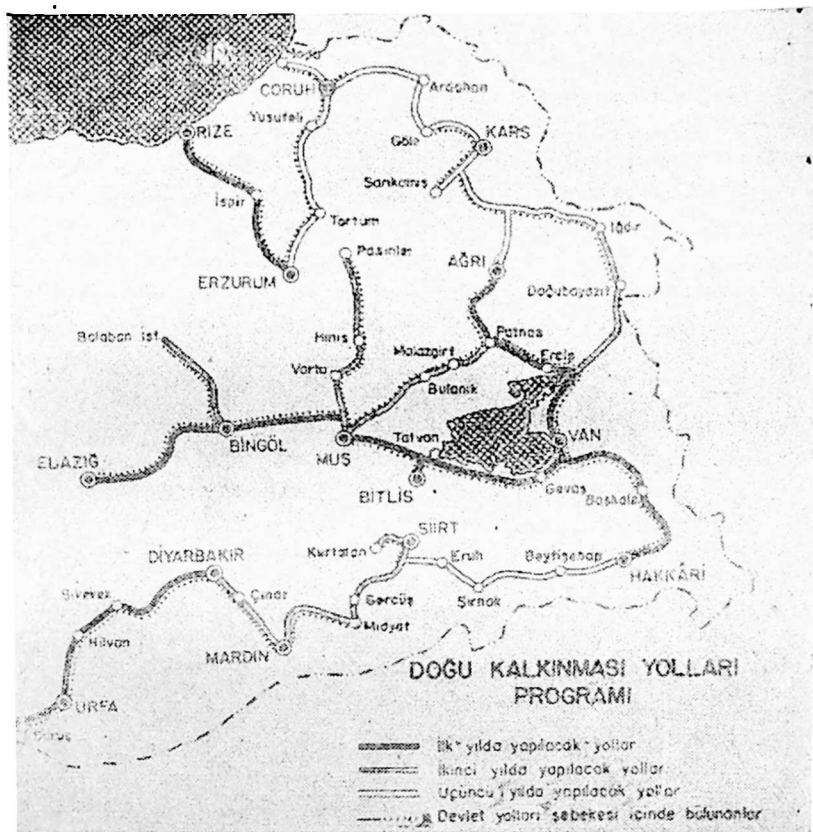 ÇORUH
Ardahan
Yusufeli
RİZE
Göle
KARS
Sarıkamış
İspir
Tortum
Iğdır
Pasinler
AĞRI
ERZURUM
Doğubayazıt
Balaban ist
Hınıs
Patnos
Malazgirt
Erciş
Varto
Bulanık
BİNGÖL
MUŞ
Tatvan
VAN
ELAZIĞ
BİTLİS
Gevaş
Başkale
SİİRT
Kurtalan
Eruh
Beytişebap
DİYARBAKIR
HAKKÂRİ
Siverek
Çınar
Gercüş
Şırnak
Hilvan
Midyat
MARDİN
DOĞU KALKINMASI YOLLARI
PROGRAMI
URFA
Suruç
İlk yılda yapılacak yollar
İkinci yılda yapılacak yollar
Üçüncü yılda yapılacak yollar
Devlet yolları şebekesi içinde bulunanlar